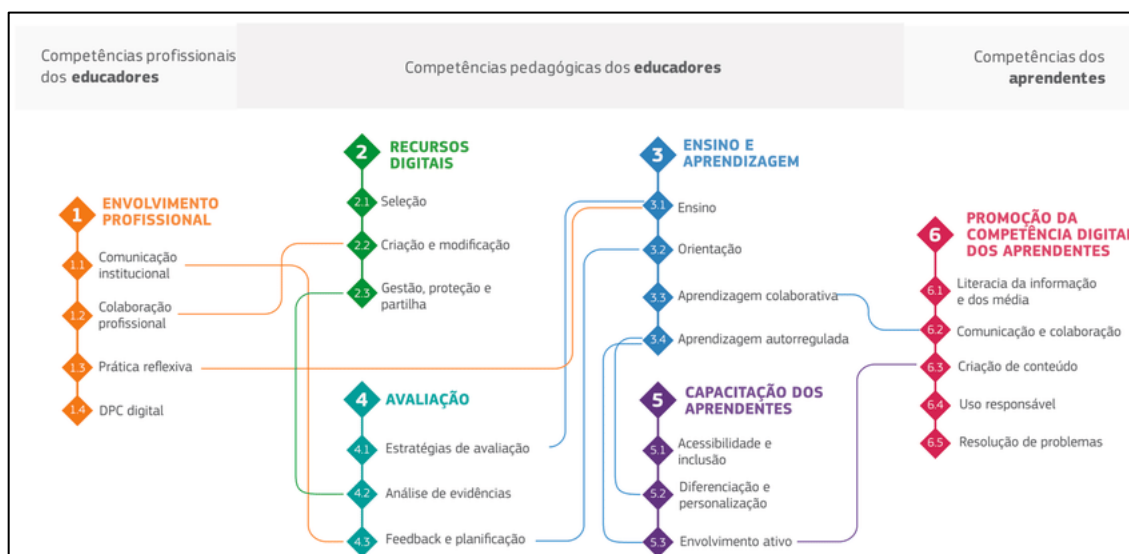 Competências profissionais
dos educadores
Competências pedagógicas dos educadores
Competências dos
aprendentes
1
ENVOLVIMENTO
PROFISSIONAL
1.1
Comunicação
institucional
1.2
Colaboração
profissional
1.3
Prática reflexiva
1.4
DPC digital
2
RECURSOS
DIGITAIS
2.1
Seleção
2.2
Criação e modificação
2.3
Gestão, proteção e
partilha
3
ENSINO E
APRENDIZAGEM
3.1
Ensino
3.2
Orientação
3.3
Aprendizagem colaborativa
3.4
Aprendizagem autorregulada
4
AVALIAÇÃO
4.1
Estratégias de avaliação
4.2
Análise de evidências
4.3
Feedback e planificação
5
CAPACITAÇÃO DOS
APRENDENTES
5.1
Acessibilidade e
inclusão
5.2
Diferenciação e
personalização
5.3
Envolvimento ativo
6
PROMOÇÃO DA
COMPETÊNCIA DIGITAL
DOS APRENDENTES
6.1
Literacia da informação
e dos média
6.2
Comunicação e colaboração
6.3
Criação de conteúdo
6.4
Uso responsável
6.5
Resolução de problemas